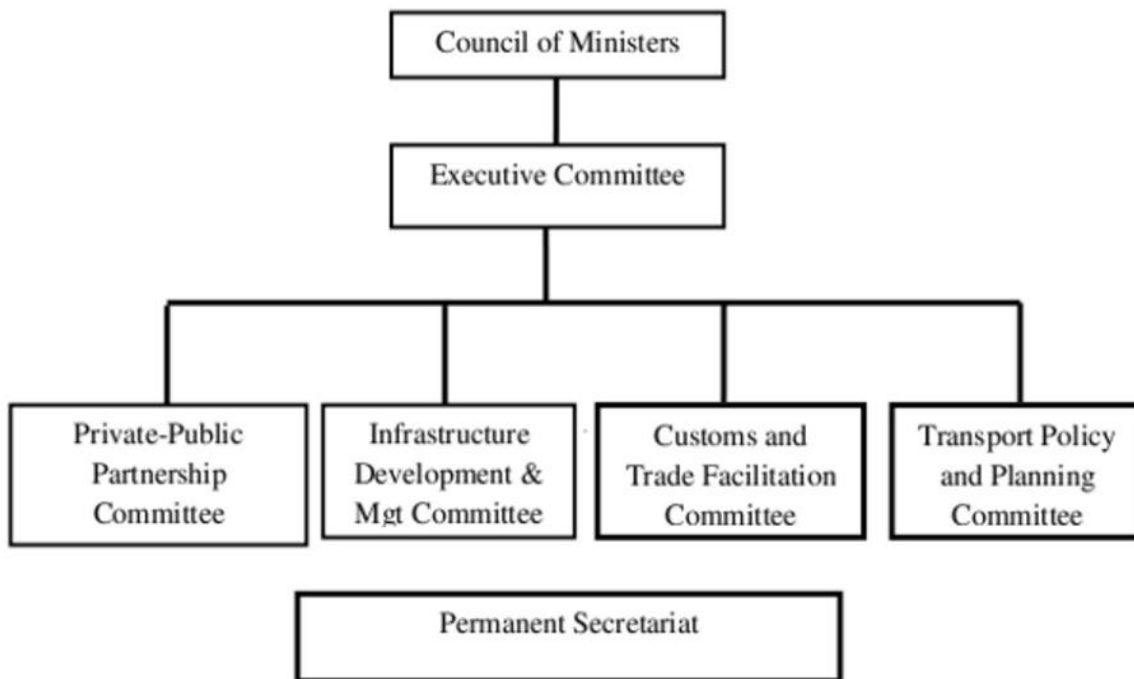 Council of Ministers
Executive Committee
Private-Public
Partnership
Committee
Infrastructure
Development &
Mgt Committee
Customs and
Trade Facilitation
Committee
Transport Policy
and Planning
Committee
Permanent Secretariat